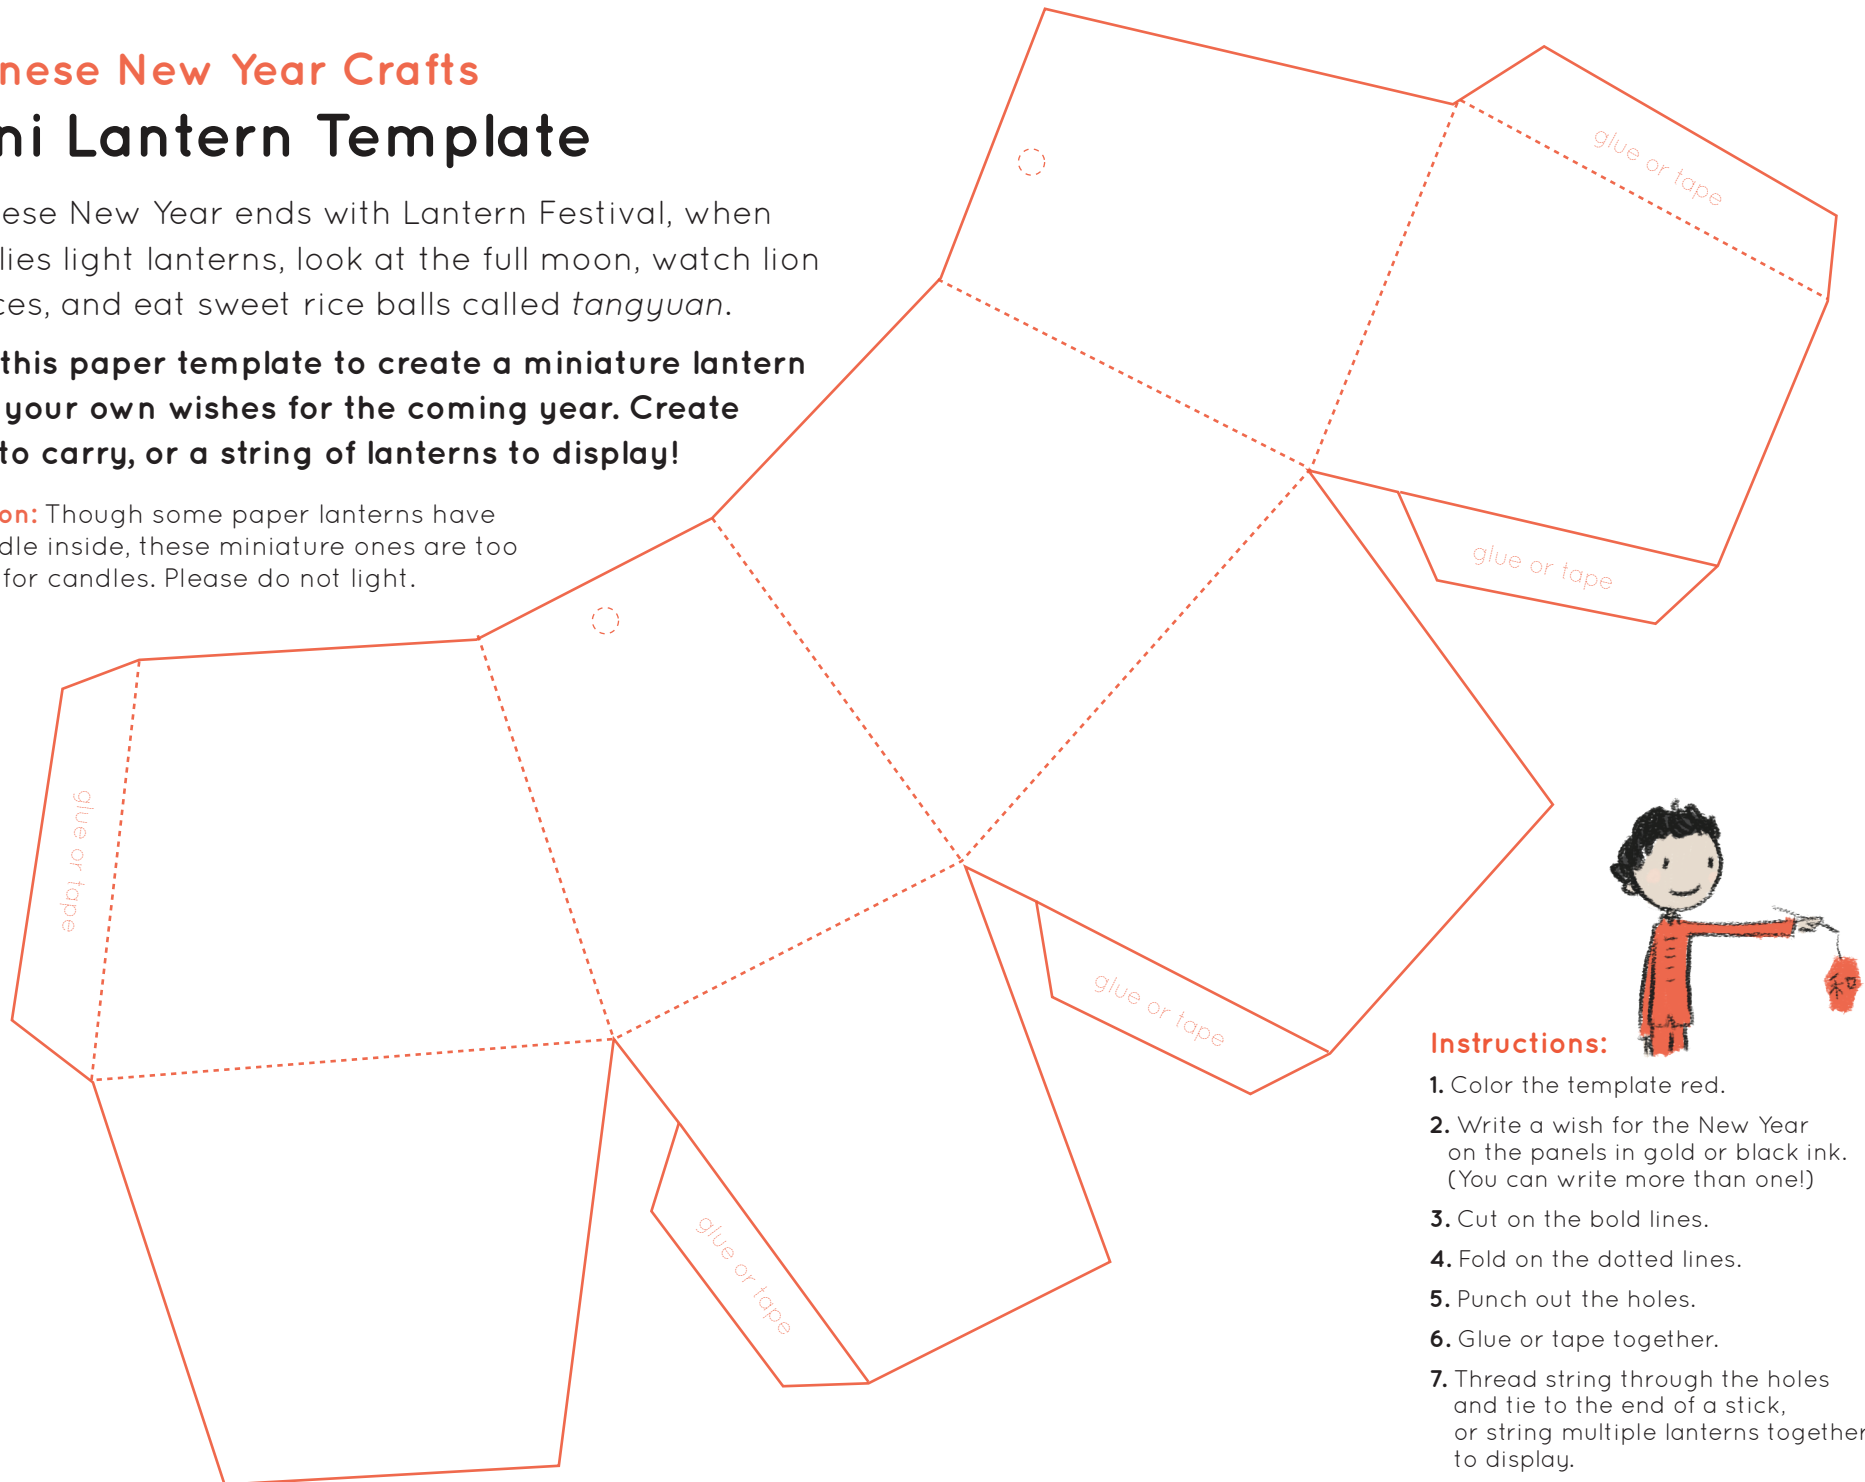 nese New Year Crafts
ni Lantern Template
ese New Year ends with Lantern Festival, when
lies light lanterns, look at the full moon, watch lion
ces, and eat sweet rice balls called tangyuan.
this paper template to create a miniature lantern
your own wishes for the coming year. Create
to carry, or a string of lanterns to display!
on: Though some paper lanterns have
dle inside, these miniature ones are too
for candles. Please do not light.
glue or tape
glue or tape
glue or tape
glue or tape
glue or tape
和
Instructions:
1. Color the template red.
2. Write a wish for the New Year
on the panels in gold or black ink.
(You can write more than one!)
3. Cut on the bold lines.
4. Fold on the dotted lines.
5. Punch out the holes.
6. Glue or tape together.
7. Thread string through the holes
and tie to the end of a stick,
or string multiple lanterns together
to display.